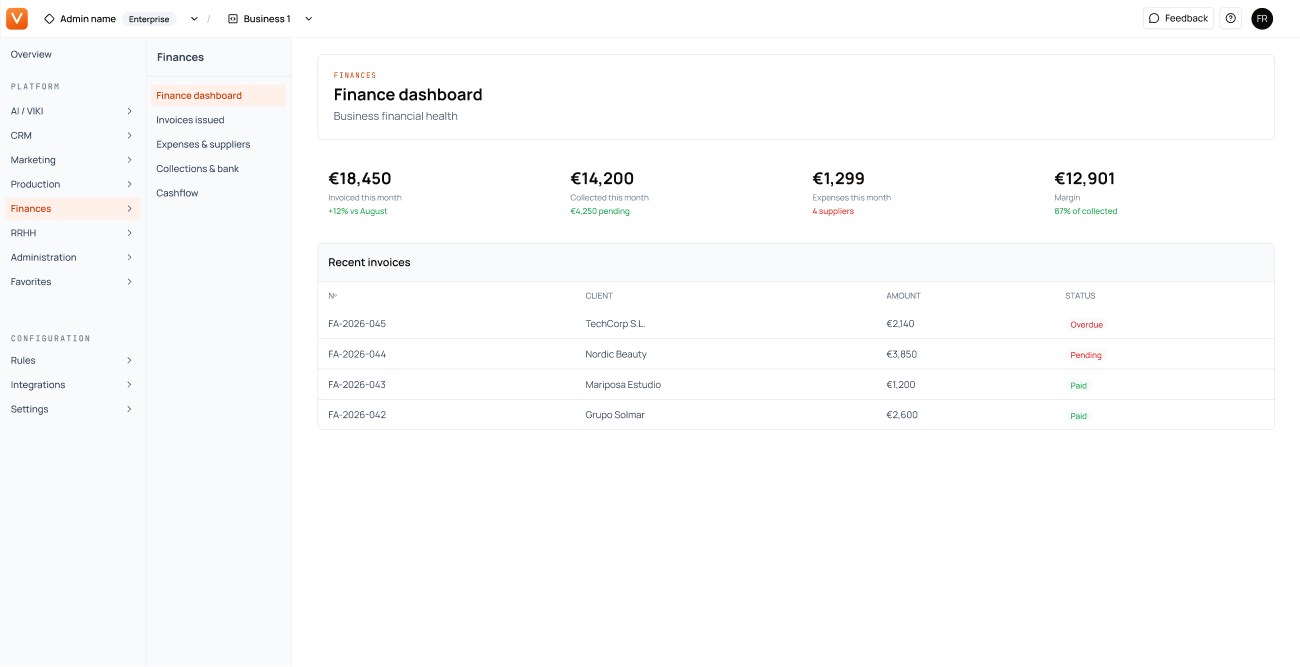 V
Admin name Enterprise / Business 1
Feedback
FR
Overview
PLATFORM
AI / VIKI
CRM
Marketing
Production
Finances
RRHH
Administration
Favorites
CONFIGURATION
Rules
Integrations
Settings
Finances
Finance dashboard
Invoices issued
Expenses & suppliers
Collections & bank
Cashflow
FINANCES
Finance dashboard
Business financial health
€18,450
Invoiced this month
+12% vs August
€14,200
Collected this month
€4,250 pending
€1,299
Expenses this month
4 suppliers
€12,901
Margin
87% of collected
Recent invoices
Nº CLIENT AMOUNT STATUS
FA-2026-045 TechCorp S.L. €2,140 Overdue
FA-2026-044 Nordic Beauty €3,850 Pending
FA-2026-043 Mariposa Estudio €1,200 Paid
FA-2026-042 Grupo Solmar €2,600 Paid